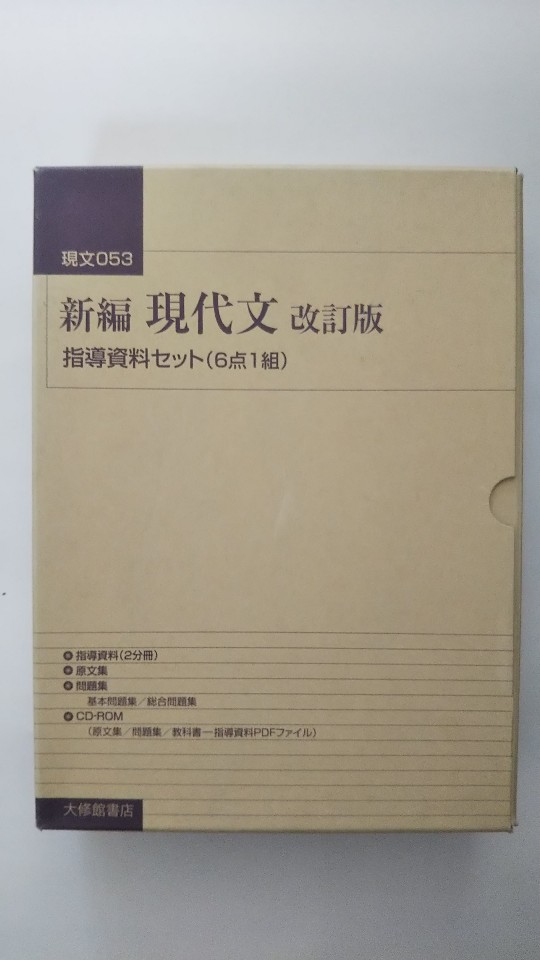 現文053
新編 現代文 改訂版
指導資料セット(6点1組)
指導資料(2分冊)
原文集
問題集
基本問題集／総合問題集
CD-ROM
(原文集／問題集／教科書―指導資料PDFファイル)
大修館書店